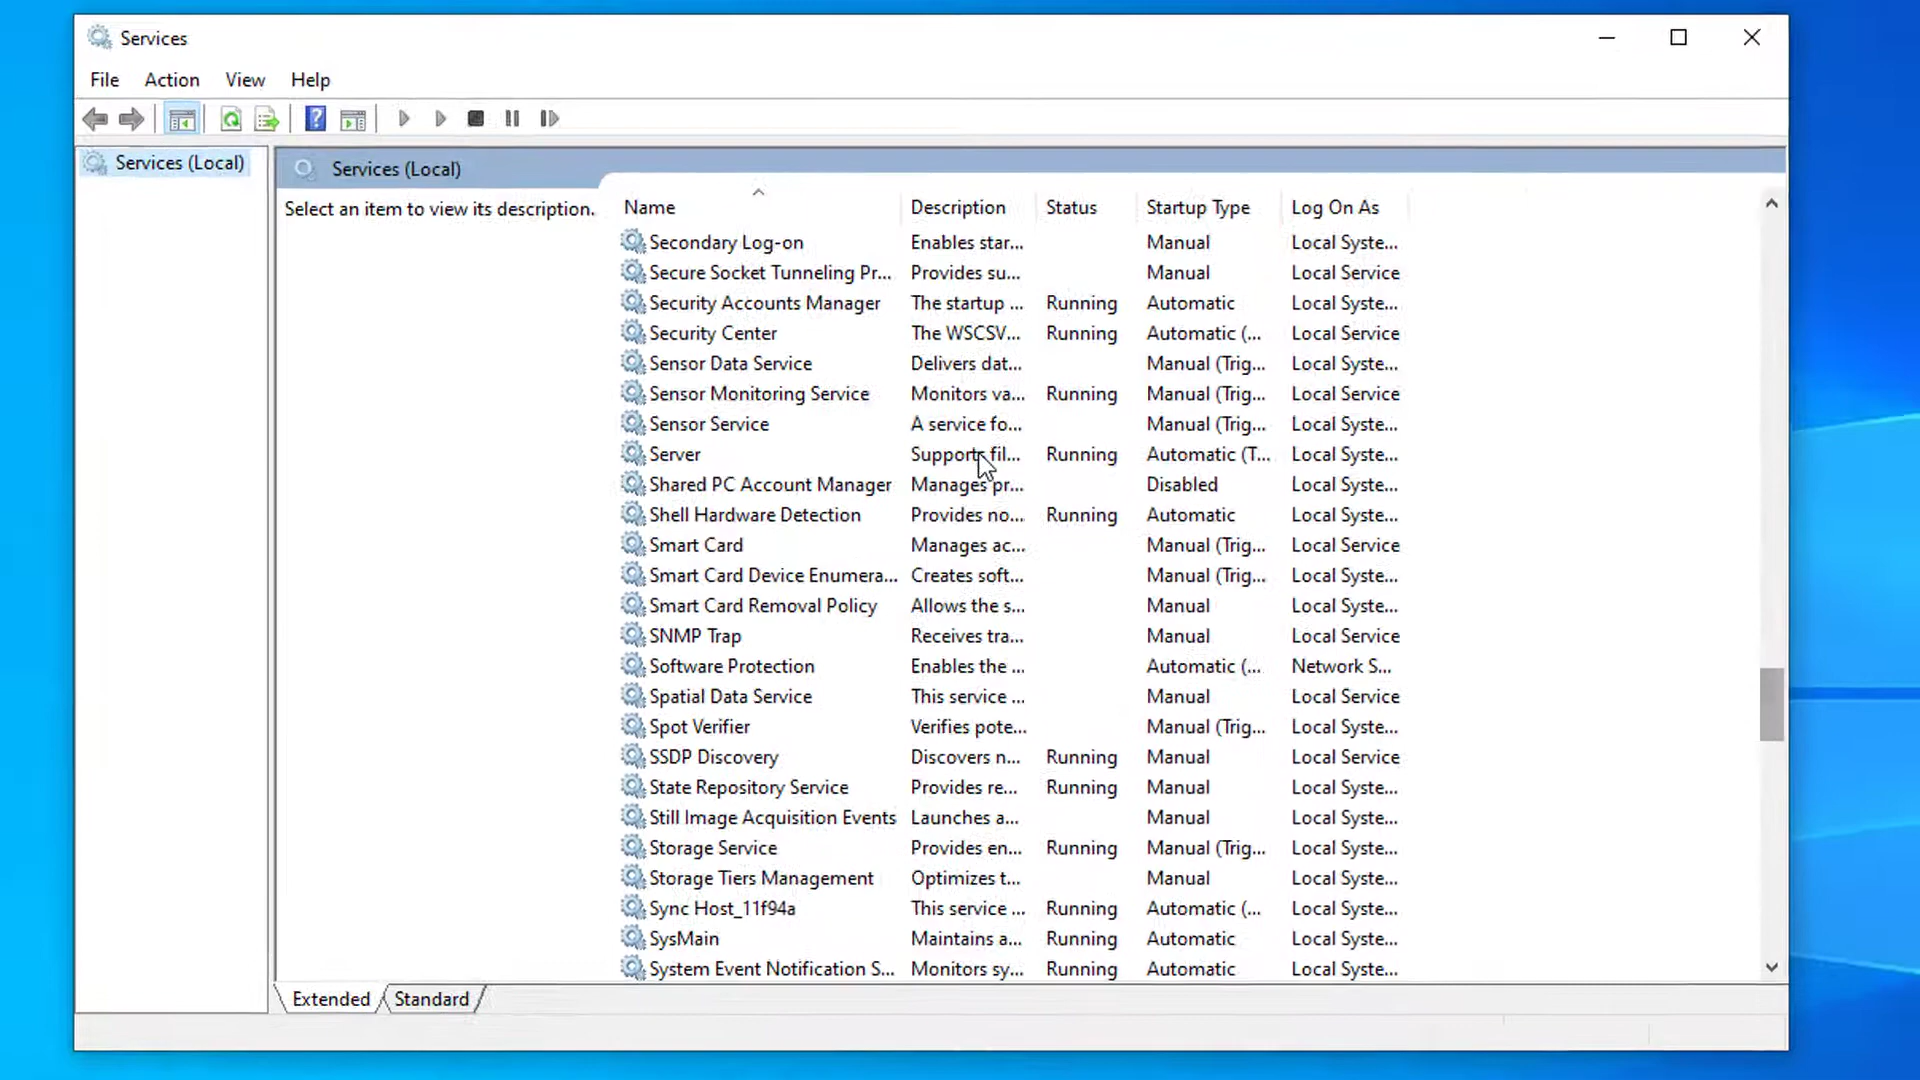 Services
File Action View Help
Services (Local)
Services (Local)
Select an item to view its description.
Name Description Status Startup Type Log On As
Secondary Log-on Enables star... Manual Local Syste...
Secure Socket Tunneling Pr... Provides su... Manual Local Service
Security Accounts Manager The startup ... Running Automatic Local Syste...
Security Center The WSCSV... Running Automatic (... Local Service
Sensor Data Service Delivers dat... Manual (Trig... Local Syste...
Sensor Monitoring Service Monitors va... Running Manual (Trig... Local Service
Sensor Service A service fo... Manual (Trig... Local Syste...
Server Supports fil... Running Automatic (T... Local Syste...
Shared PC Account Manager Manages pr... Disabled Local Syste...
Shell Hardware Detection Provides no... Running Automatic Local Syste...
Smart Card Manages ac... Manual (Trig... Local Service
Smart Card Device Enumera... Creates soft... Manual (Trig... Local Syste...
Smart Card Removal Policy Allows the s... Manual Local Syste...
SNMP Trap Receives tra... Manual Local Service
Software Protection Enables the ... Automatic (... Network S...
Spatial Data Service This service ... Manual Local Service
Spot Verifier Verifies pote... Manual (Trig... Local Syste...
SSDP Discovery Discovers n... Running Manual Local Service
State Repository Service Provides re... Running Manual Local Syste...
Still Image Acquisition Events Launches a... Manual Local Syste...
Storage Service Provides en... Running Manual (Trig... Local Syste...
Storage Tiers Management Optimizes t... Manual Local Syste...
Sync Host_11f94a This service ... Running Automatic (... Local Syste...
SysMain Maintains a... Running Automatic Local Syste...
System Event Notification S... Monitors sy... Running Automatic Local Syste...
Extended Standard